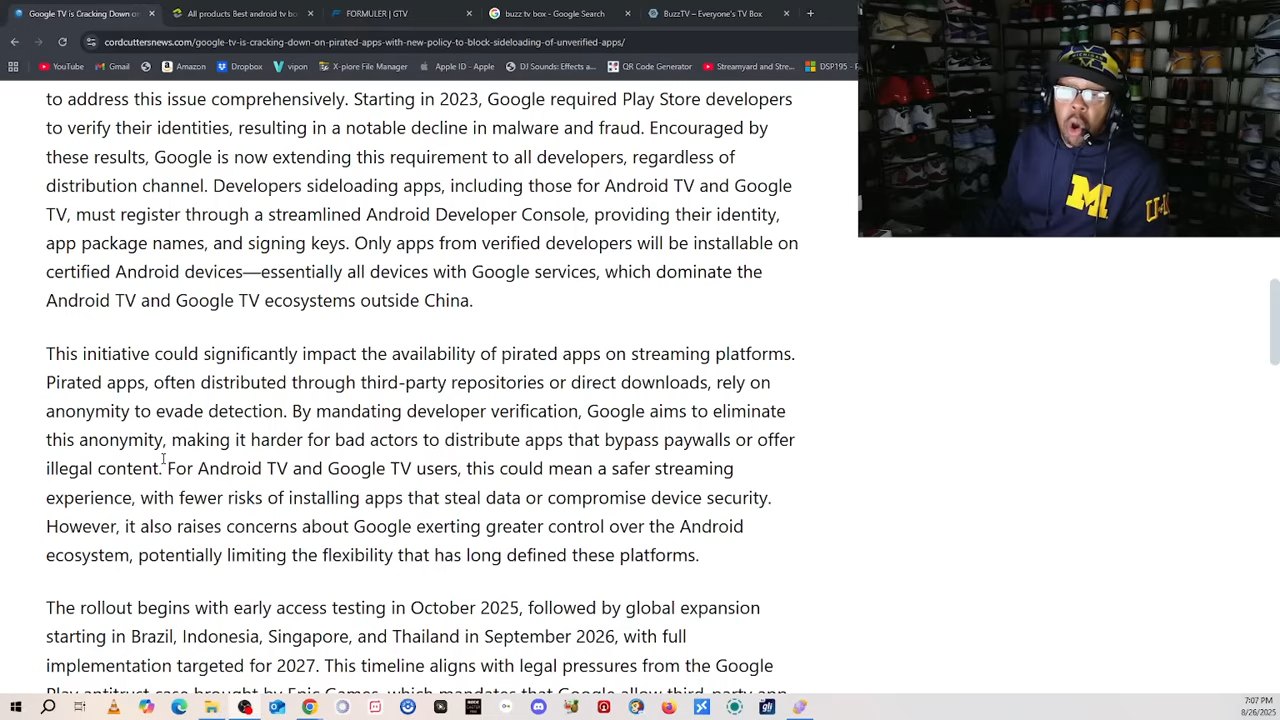 Google TV is Cracking Down on
All products Best android tv bo
FORMULER | GTV
buzz tv box - Google Search
BuzzTV – Everyone's TV Box
cordcuttersnews.com/google-tv-is-cracking-down-on-pirated-apps-with-new-policy-to-block-sideloading-of-unverified-apps/
YouTube
Gmail
Amazon
Dropbox
vipon
X-plore File Manager
Apple ID - Apple
DJ Sounds: Effects a...
QR Code Generator
Streamyard and Stre...
DSP195 -
to address this issue comprehensively. Starting in 2023, Google required Play Store developers
to verify their identities, resulting in a notable decline in malware and fraud. Encouraged by
these results, Google is now extending this requirement to all developers, regardless of
distribution channel. Developers sideloading apps, including those for Android TV and Google
TV, must register through a streamlined Android Developer Console, providing their identity,
app package names, and signing keys. Only apps from verified developers will be installable on
certified Android devices—essentially all devices with Google services, which dominate the
Android TV and Google TV ecosystems outside China.
This initiative could significantly impact the availability of pirated apps on streaming platforms.
Pirated apps, often distributed through third-party repositories or direct downloads, rely on
anonymity to evade detection. By mandating developer verification, Google aims to eliminate
this anonymity, making it harder for bad actors to distribute apps that bypass paywalls or offer
illegal content. For Android TV and Google TV users, this could mean a safer streaming
experience, with fewer risks of installing apps that steal data or compromise device security.
However, it also raises concerns about Google exerting greater control over the Android
ecosystem, potentially limiting the flexibility that has long defined these platforms.
The rollout begins with early access testing in October 2025, followed by global expansion
starting in Brazil, Indonesia, Singapore, and Thailand in September 2026, with full
implementation targeted for 2027. This timeline aligns with legal pressures from the Google
Play antitrust case brought by Epic Games, which mandates that Google allow third-party app
M
7:07 PM
8/26/2025